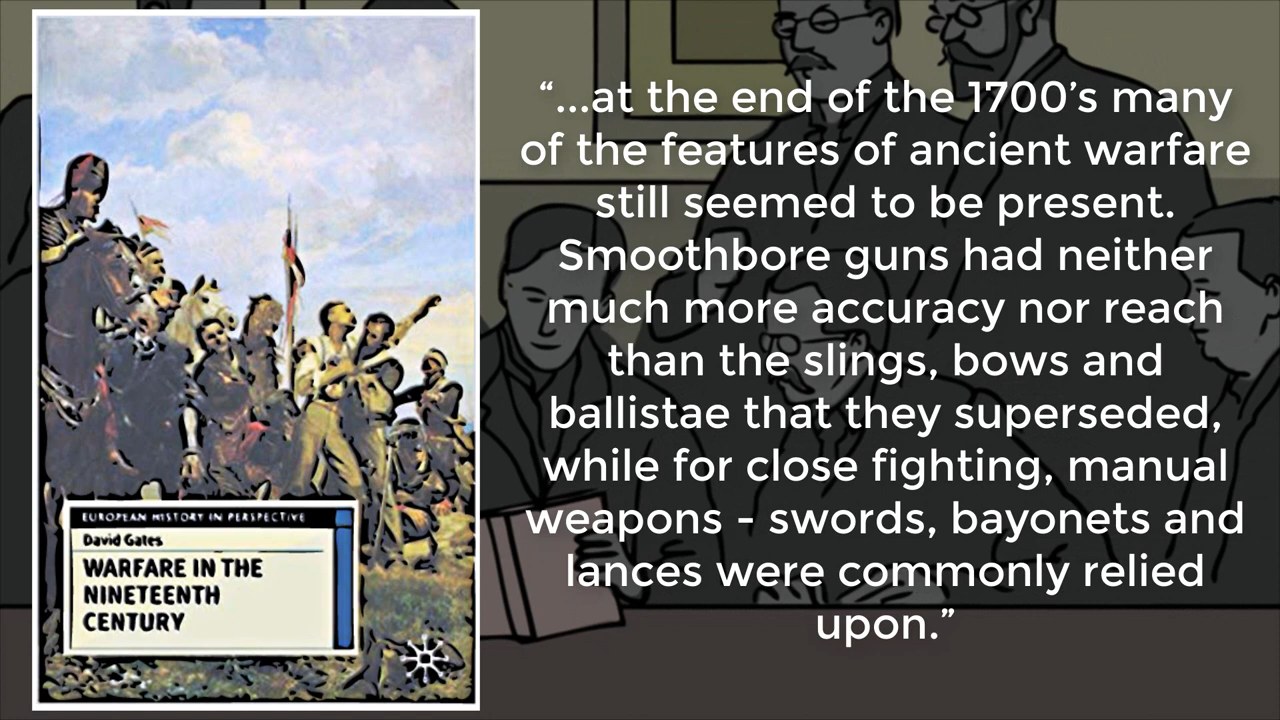 EUROPEAN HISTORY IN PERSPECTIVE
David Gates
WARFARE IN THE
NINETEENTH
CENTURY
“...at the end of the 1700’s many
of the features of ancient warfare
still seemed to be present.
Smoothbore guns had neither
much more accuracy nor reach
than the slings, bows and
ballistae that they superseded,
while for close fighting, manual
weapons - swords, bayonets and
lances were commonly relied
upon.”